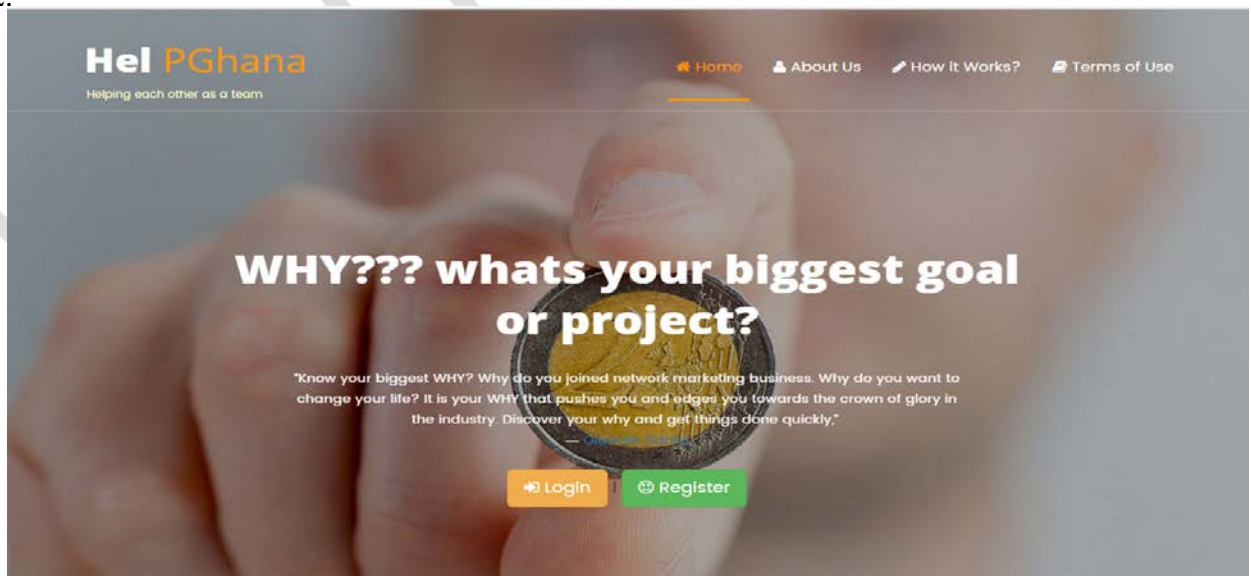 Hel PGhana
Helping each other as a team
Home About Us How it Works? Terms of Use
WHY??? whats your biggest goal
or project?
"Know your biggest WHY? Why do you joined network marketing business. Why do you want to
change your life? It is your WHY that pushes you and edges you towards the crown of glory in
the industry. Discover your why and get things done quickly,"
Login Register